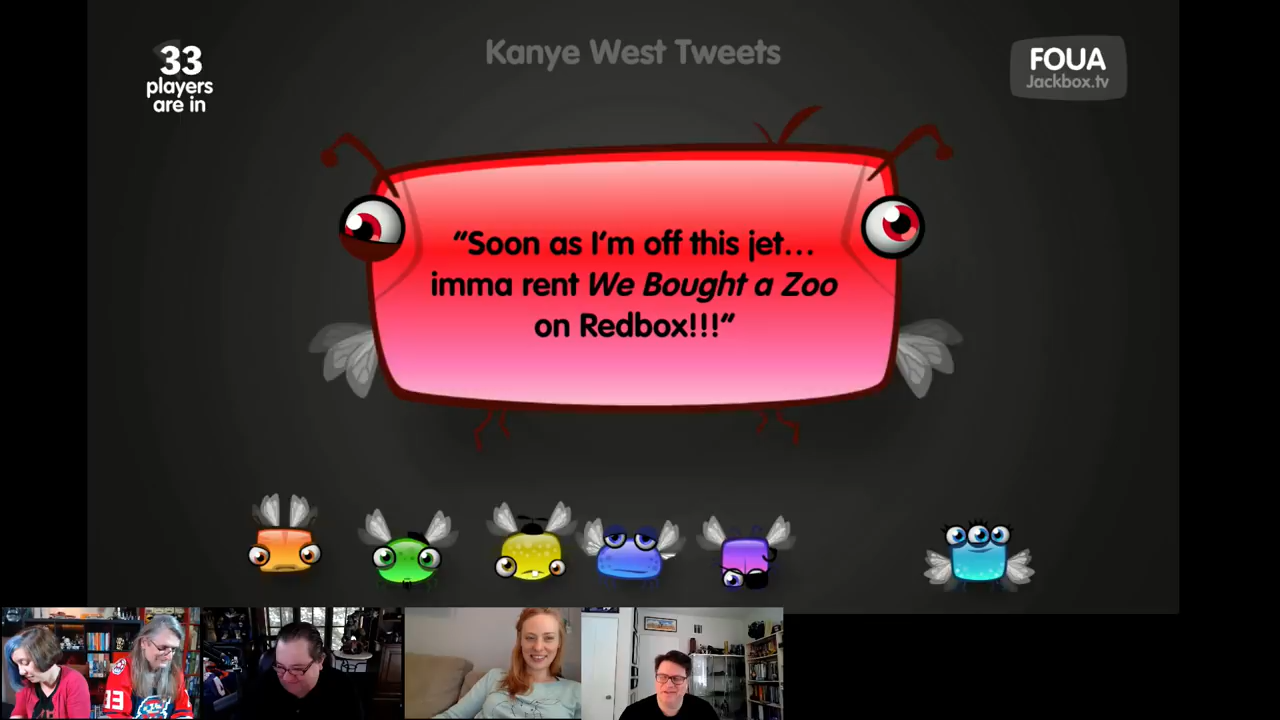 33
players
are in
Kanye West Tweets
FOUA
Jackbox.tv
“Soon as I’m off this jet...
imma rent We Bought a Zoo
on Redbox!!!”